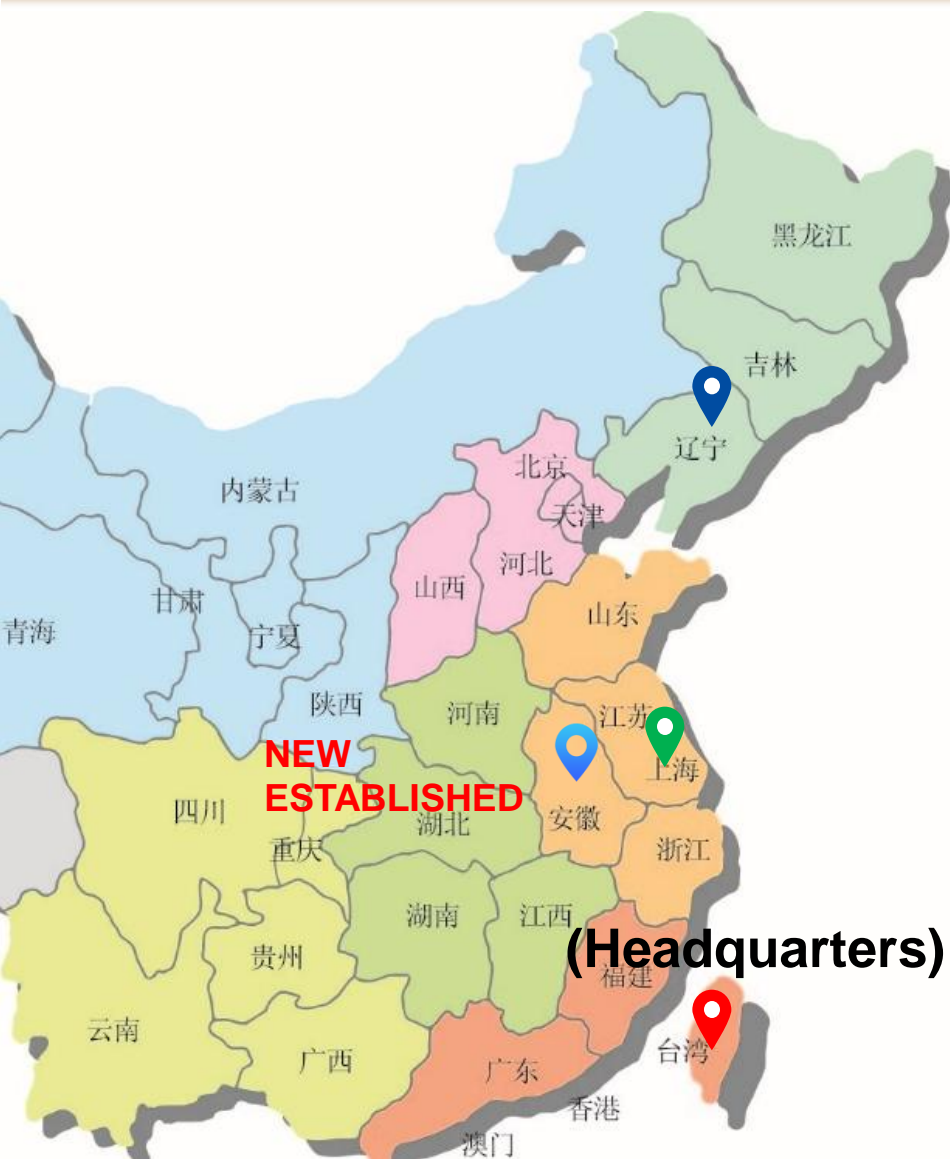 黑龙江
吉林
辽宁
北京
内蒙古
天津
河北
山西
甘肃
山东
青海
宁夏
陕西
河南
江苏
NEW
ESTABLISHED
上海
四川
安徽
湖北
重庆
浙江
湖南
江西
(Headquarters)
贵州
福建
云南
台湾
广西
广东
香港
澳门